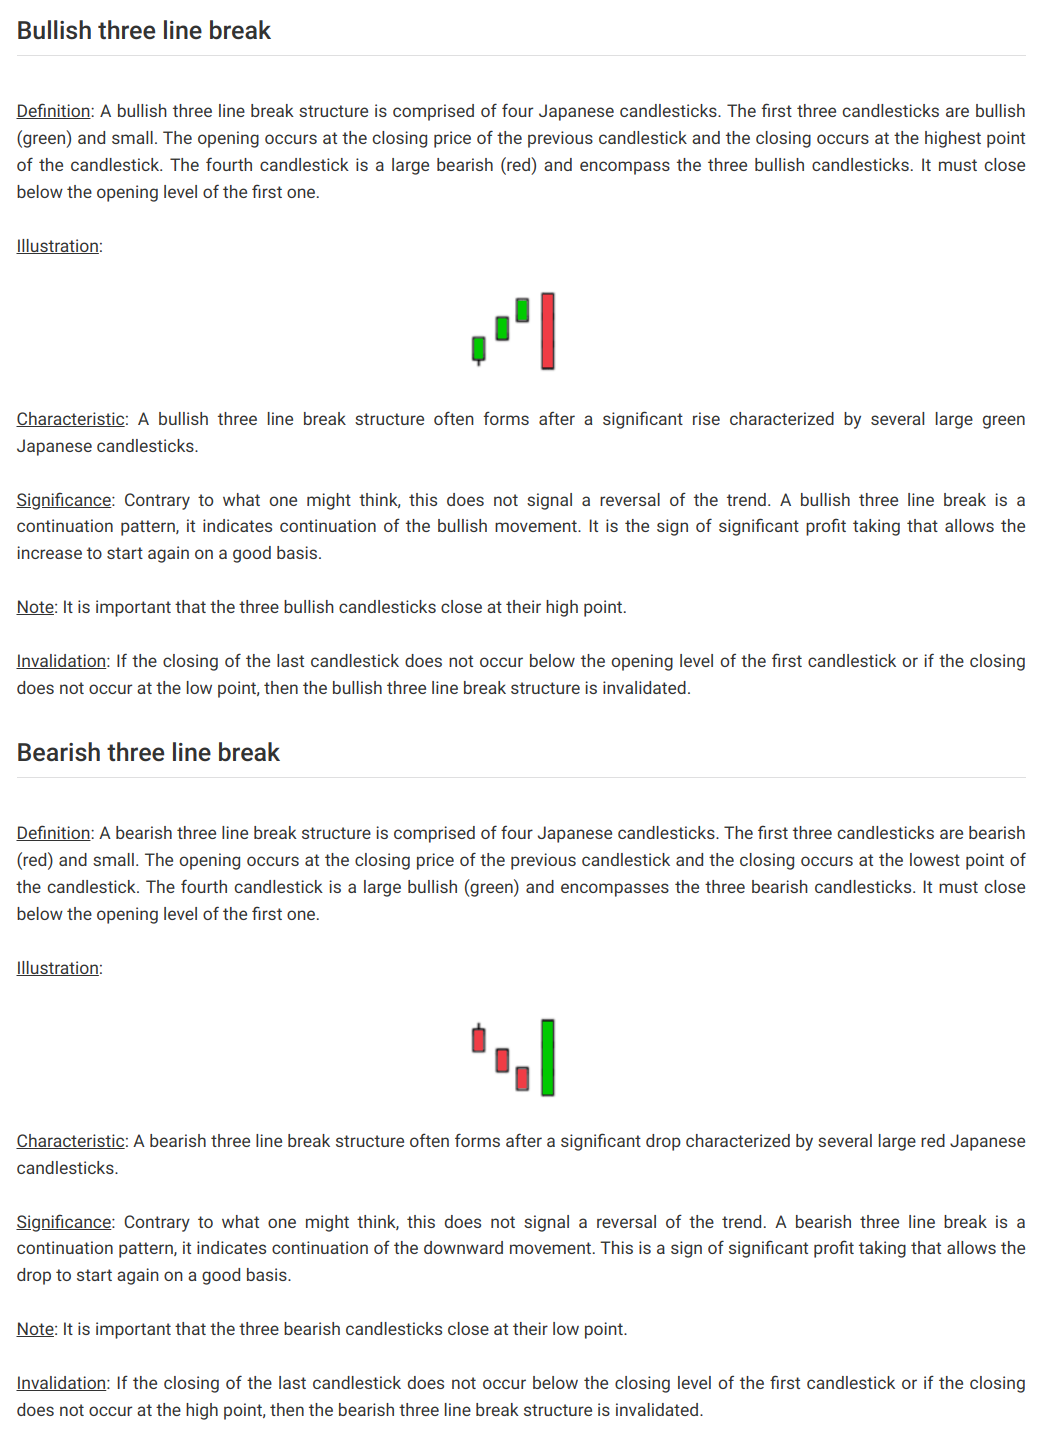 Bullish three line break
Definition: A bullish three line break structure is comprised of four Japanese candlesticks. The first three candlesticks are bullish
(green) and small. The opening occurs at the closing price of the previous candlestick and the closing occurs at the highest point
of the candlestick. The fourth candlestick is a large bearish (red) and encompass the three bullish candlesticks. It must close
below the opening level of the first one.
Illustration:
Characteristic: A bullish three line break structure often forms after a significant rise characterized by several large green
Japanese candlesticks.
Significance: Contrary to what one might think, this does not signal a reversal of the trend. A bullish three line break is a
continuation pattern, it indicates continuation of the bullish movement. It is the sign of significant profit taking that allows the
increase to start again on a good basis.
Note: It is important that the three bullish candlesticks close at their high point.
Invalidation: If the closing of the last candlestick does not occur below the opening level of the first candlestick or if the closing
does not occur at the low point, then the bullish three line break structure is invalidated.
Bearish three line break
Definition: A bearish three line break structure is comprised of four Japanese candlesticks. The first three candlesticks are bearish
(red) and small. The opening occurs at the closing price of the previous candlestick and the closing occurs at the lowest point of
the candlestick. The fourth candlestick is a large bullish (green) and encompasses the three bearish candlesticks. It must close
below the opening level of the first one.
Illustration:
Characteristic: A bearish three line break structure often forms after a significant drop characterized by several large red Japanese
candlesticks.
Significance: Contrary to what one might think, this does not signal a reversal of the trend. A bearish three line break is a
continuation pattern, it indicates continuation of the downward movement. This is a sign of significant profit taking that allows the
drop to start again on a good basis.
Note: It is important that the three bearish candlesticks close at their low point.
Invalidation: If the closing of the last candlestick does not occur below the closing level of the first candlestick or if the closing
does not occur at the high point, then the bearish three line break structure is invalidated.